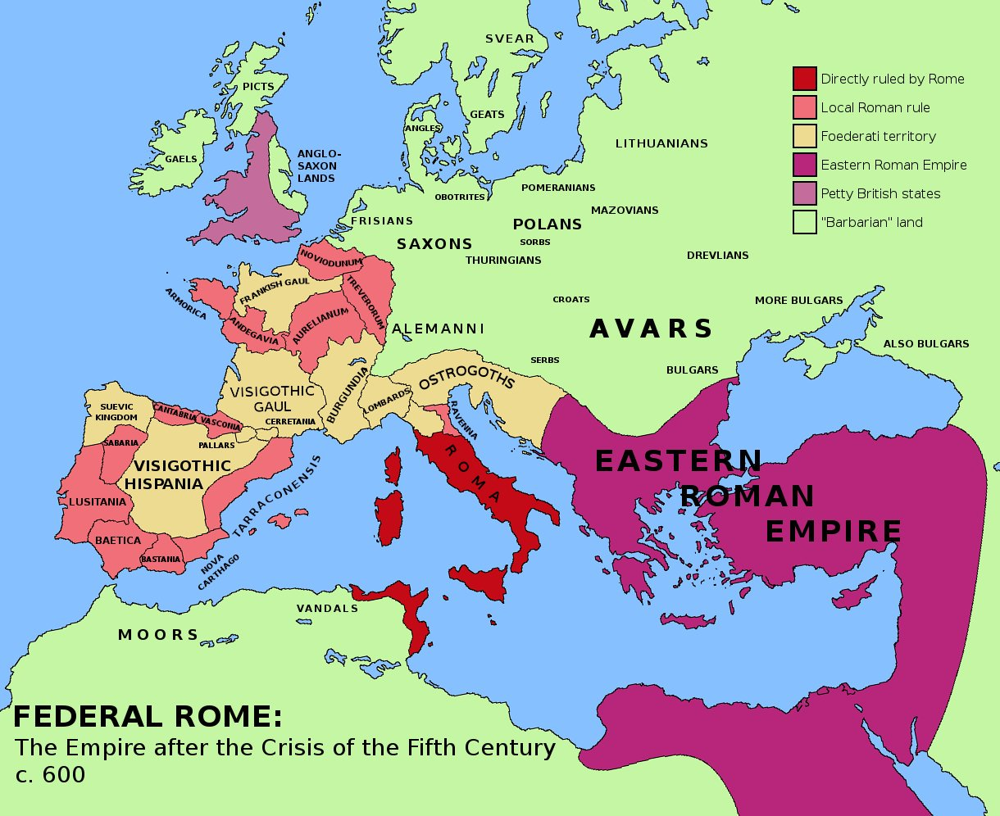 SVEAR
PICTS
GEATS
ANGLES
GAELS
ANGLO-
SAXON
LANDS
LITHUANIANS
Directly ruled by Rome
Local Roman rule
Foederati territory
Eastern Roman Empire
Petty British states
"Barbarian" land
OBOTRITES
POMERANIANS
MAZOVIANS
FRISIANS
POLANS
SAXONS
SORBS
THURINGIANS
DREVLIANS
NOVIODUNUM
FRANKISH GAUL
TREVERORUM
ARMORICA
ANDEGAVIA
AURELIANUM
CROATS
MORE BULGARS
ALEMANNI
AVARS
ALSO BULGARS
SERBS
BULGARS
OSTROGOTHS
VISIGOTHIC
GAUL
BURGUNDIA
LOMBARDS
RAVENNA
SUEVIC
KINGDOM
CANTABRIA
VASCONIA
CERRETANIA
SABARIA
PALLARS
VISIGOTHIC
HISPANIA
ROMA
EASTERN
ROMAN
EMPIRE
LUSITANIA
TARRACONENSIS
BAETICA
BASTANIA
NOVA
CARTHAGO
VANDALS
MOORS
FEDERAL ROME:
The Empire after the Crisis of the Fifth Century
c. 600